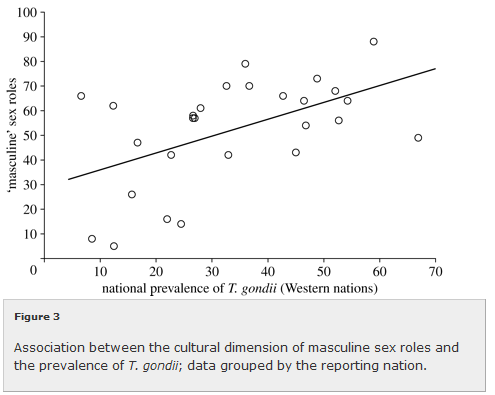 100
90
80
70
60
50
40
30
20
10
0
'masculine' sex roles
10 20 30 40 50 60 70
national prevalence of T. gondii (Western nations)
Figure 3
Association between the cultural dimension of masculine sex roles and
the prevalence of T. gondii; data grouped by the reporting nation.